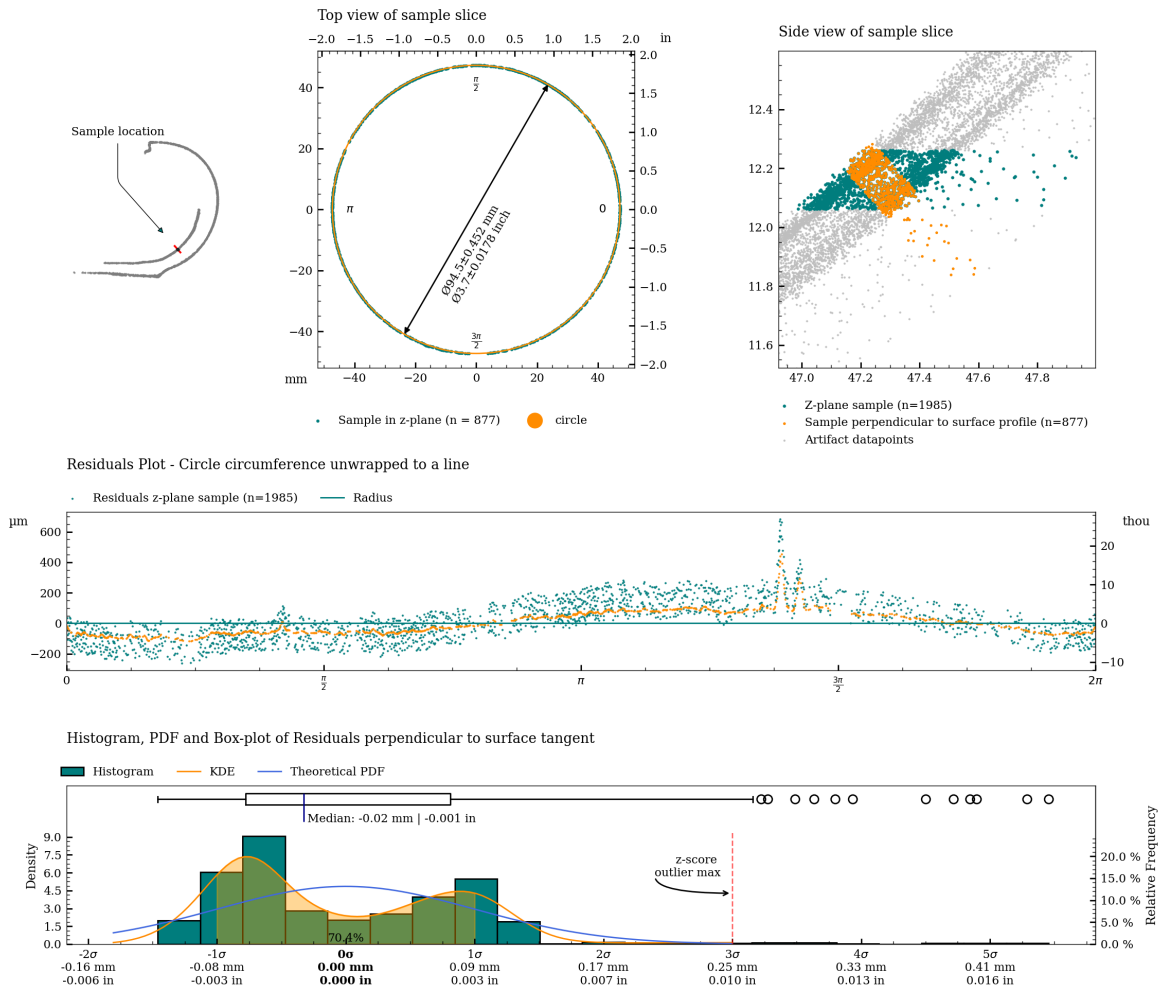 Top view of sample slice
−2.0 −1.5 −1.0 −0.5 0.0 0.5 1.0 1.5 2.0 in
Side view of sample slice
Sample location
40
20
0
−20
−40
mm
−40 −20 0 20 40
2.0
1.5
1.0
0.5
0.0
−0.5
−1.0
−1.5
−2.0
π/2
π
0
3π/2
Ø94.5±0.452 mm
Ø3.7±0.0178 inch
12.4
12.2
12.0
11.8
11.6
47.0 47.2 47.4 47.6 47.8
Sample in z-plane (n = 877) circle
Z-plane sample (n=1985)
Sample perpendicular to surface profile (n=877)
Artifact datapoints
Residuals Plot - Circle circumference unwrapped to a line
Residuals z-plane sample (n=1985) Radius
µm
thou
600
400
200
0
−200
20
10
0
−10
0 π/2 π 3π/2 2π
Histogram, PDF and Box-plot of Residuals perpendicular to surface tangent
Histogram KDE Theoretical PDF
Median: -0.02 mm | -0.001 in
z-score
outlier max
Density
9.0
7.5
6.0
4.5
3.0
1.5
0.0
Relative Frequency
20.0 %
15.0 %
10.0 %
5.0 %
0.0 %
70.4%
-2σ -1σ 0σ 1σ 2σ 3σ 4σ 5σ
-0.16 mm -0.08 mm 0.00 mm 0.09 mm 0.17 mm 0.25 mm 0.33 mm 0.41 mm
-0.006 in -0.003 in 0.000 in 0.003 in 0.007 in 0.010 in 0.013 in 0.016 in